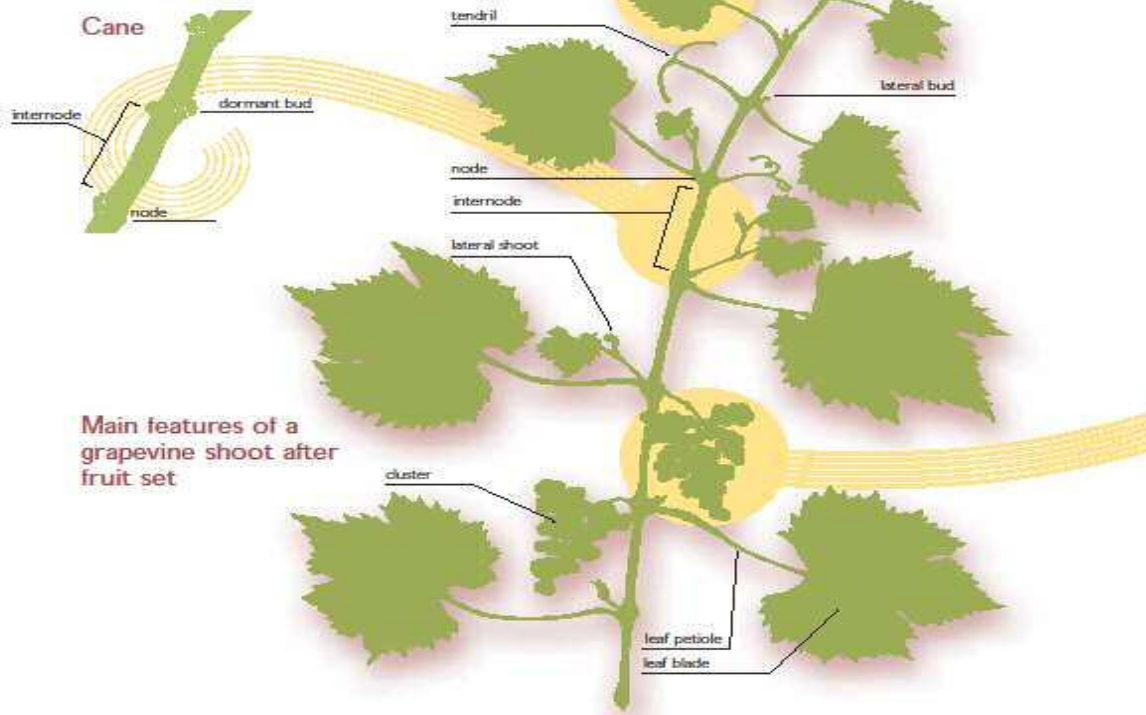 Cane
internode
dormant bud
node
tendril
lateral bud
node
internode
lateral shoot
Main features of a
grapevine shoot after
fruit set
cluster
leaf petiole
leaf blade